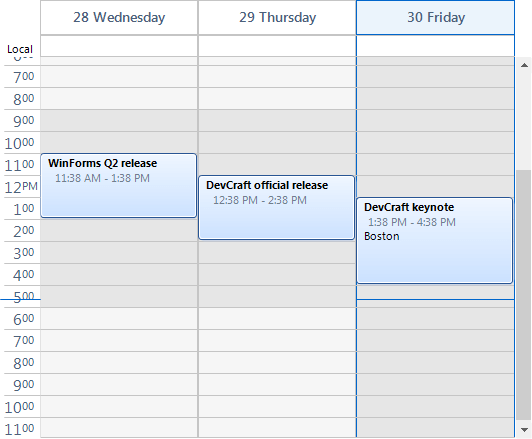 28 Wednesday
29 Thursday
30 Friday
Local
7 00
8 00
9 00
10 00
11 00
WinForms Q2 release
11:38 AM - 1:38 PM
12 PM
DevCraft official release
12:38 PM - 2:38 PM
1 00
DevCraft keynote
1:38 PM - 4:38 PM
Boston
2 00
3 00
4 00
5 00
6 00
7 00
8 00
9 00
10 00
11 00